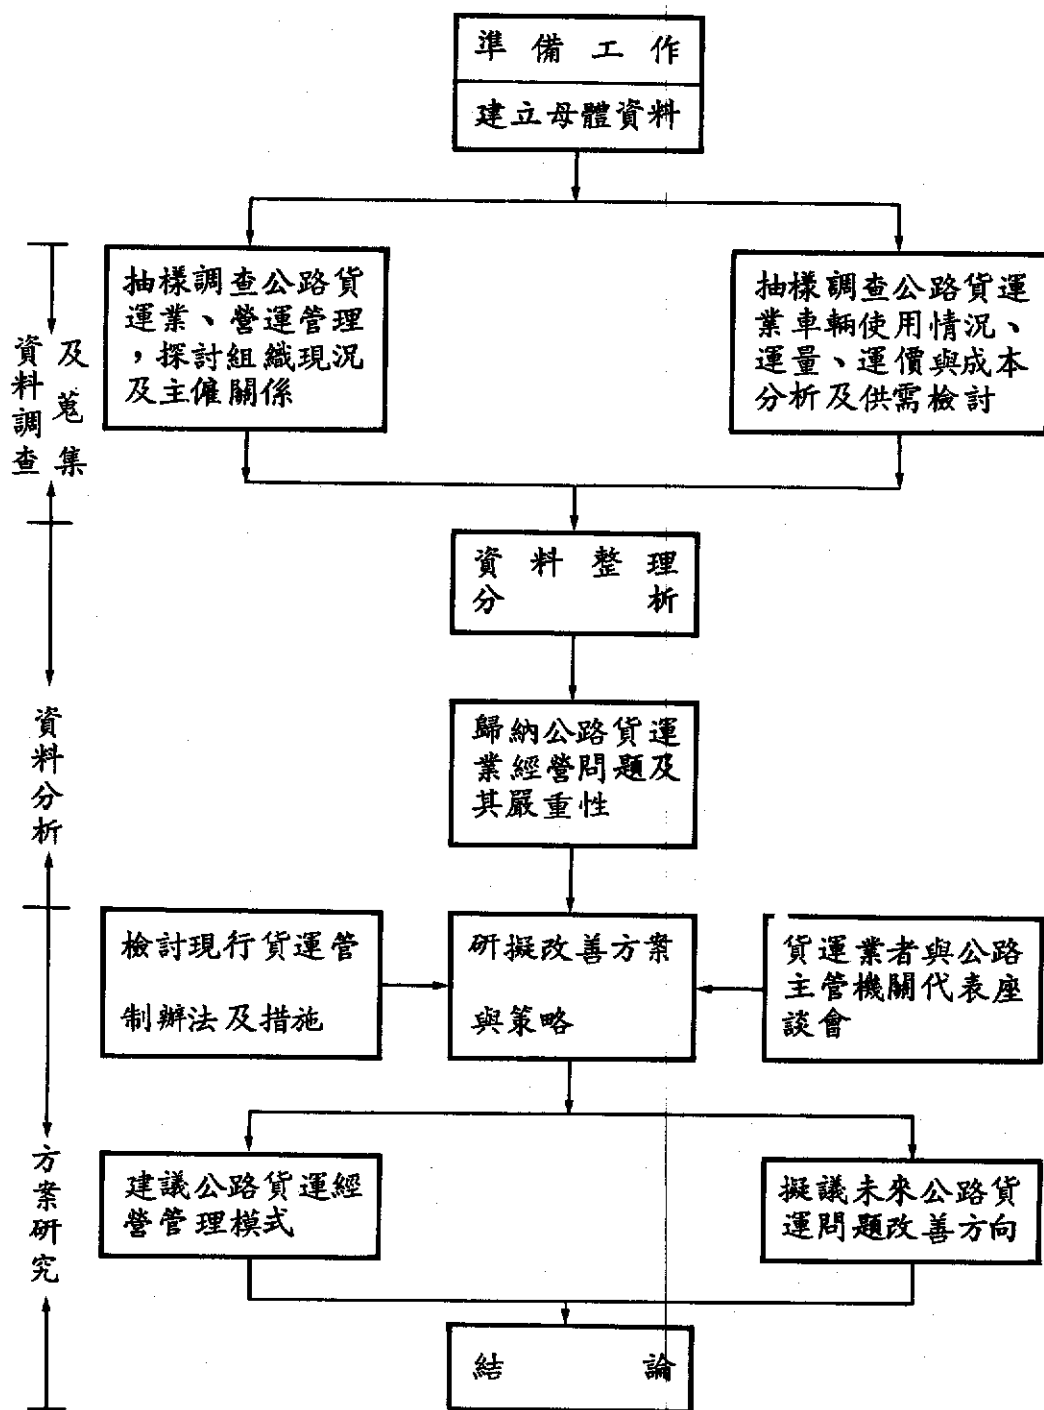 準備工作
建立母體資料
抽樣調查公路貨
運業、營運管理
，探討組織現況
及主僱關係
抽樣調查公路貨運
業車輛使用情況、
運量、運價與成本
分析及供需檢討
資料調查
及蒐集
資料整理
分析
歸納公路貨運
業經營問題及
其嚴重性
資料分析
檢討現行貨運管
制辦法及措施
研擬改善方案
與策略
貨運業者與公路
主管機關代表座
談會
建議公路貨運經
營管理模式
擬議未來公路貨
運問題改善方向
方案研究
結論